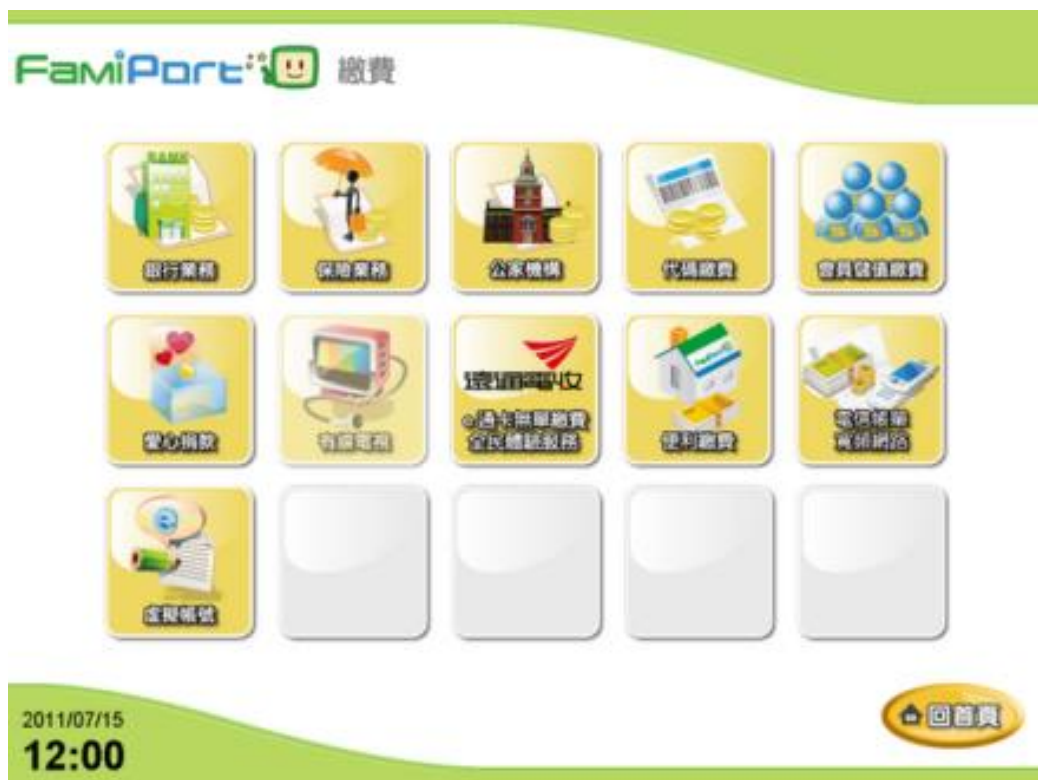 FamiPort 繳費
BANK
銀行業務
保險業務
公家機構
代碼繳費
會員儲值繳費
愛心捐款
有線電視
遠通電收
e通卡無單繳費
全民體驗服務
便利繳費
電信帳單
寬頻網路
虛擬帳號
2011/07/15
12:00
回首頁